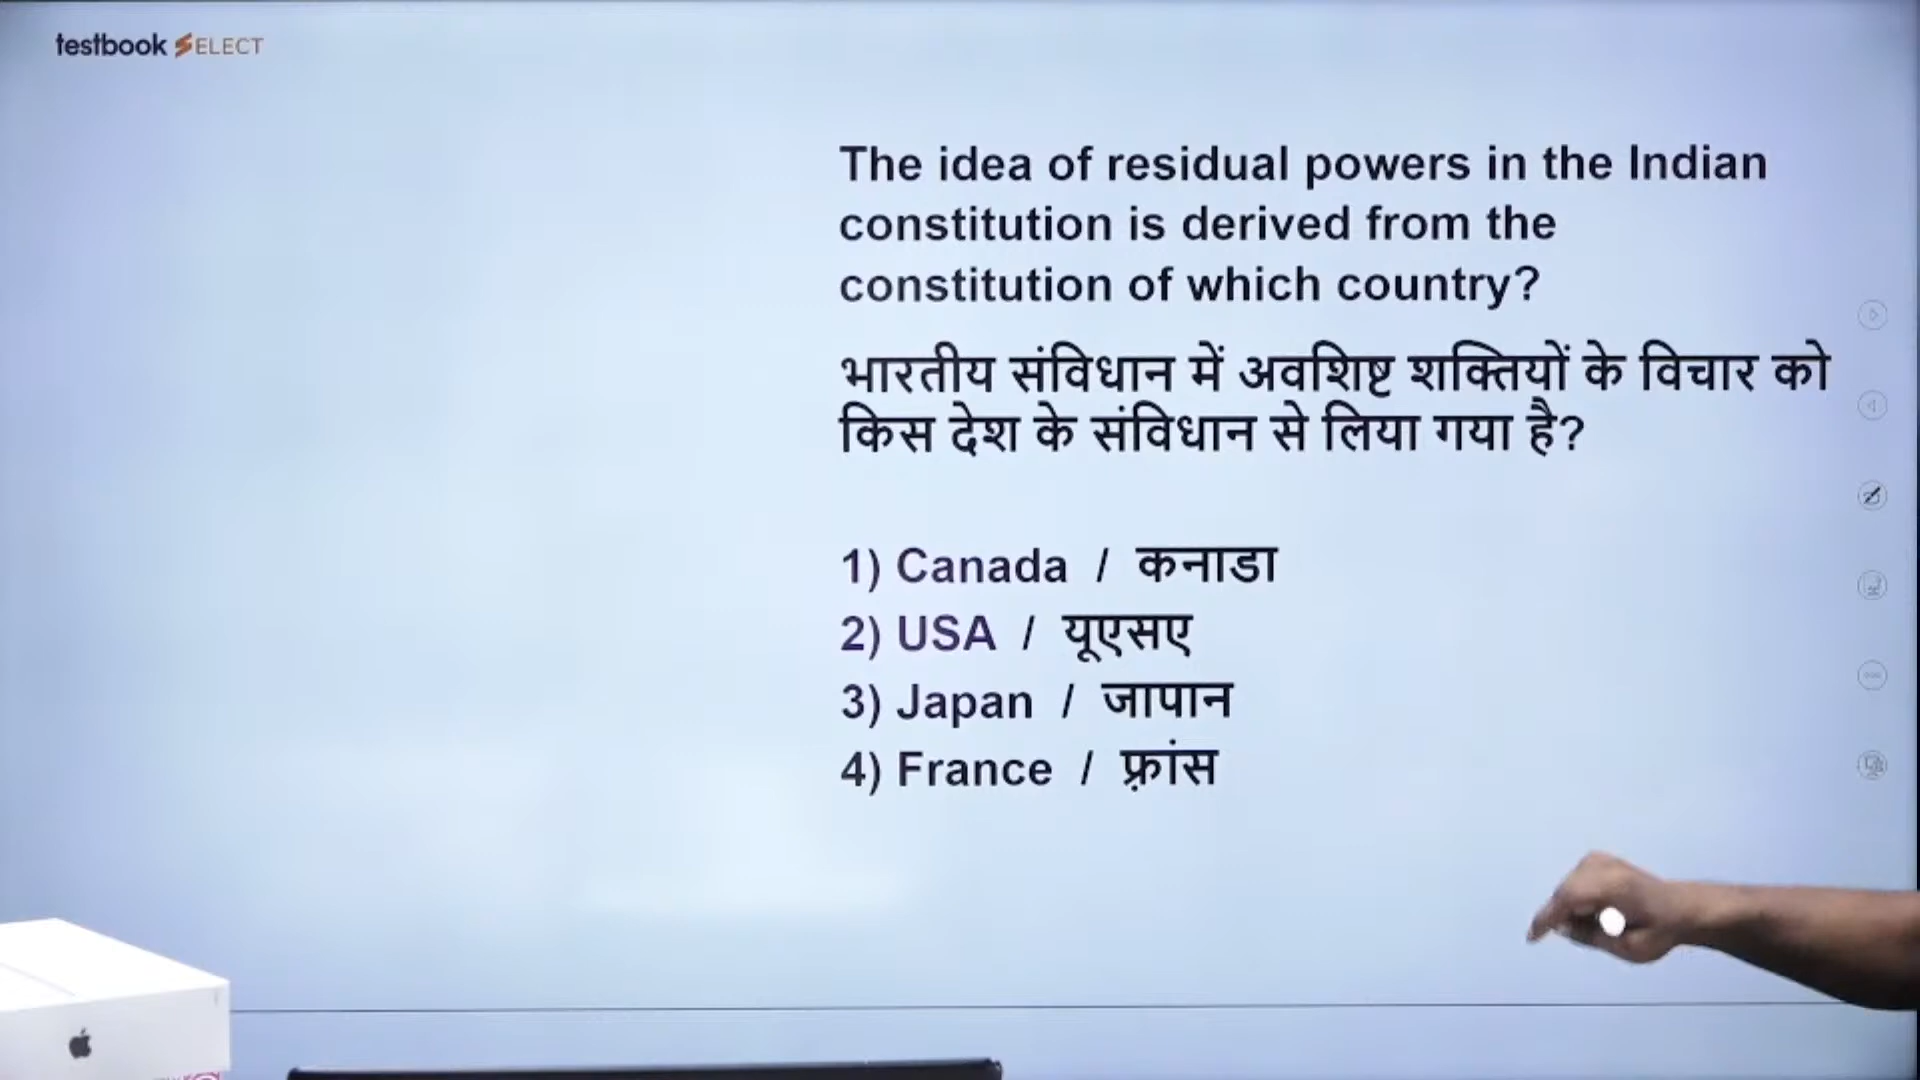 testbook SELECT
The idea of residual powers in the Indian
constitution is derived from the
constitution of which country?
भारतीय संविधान में अवशिष्ट शक्तियों के विचार को
किस देश के संविधान से लिया गया है?
1) Canada / कनाडा
2) USA / यूएसए
3) Japan / जापान
4) France / फ़्रांस